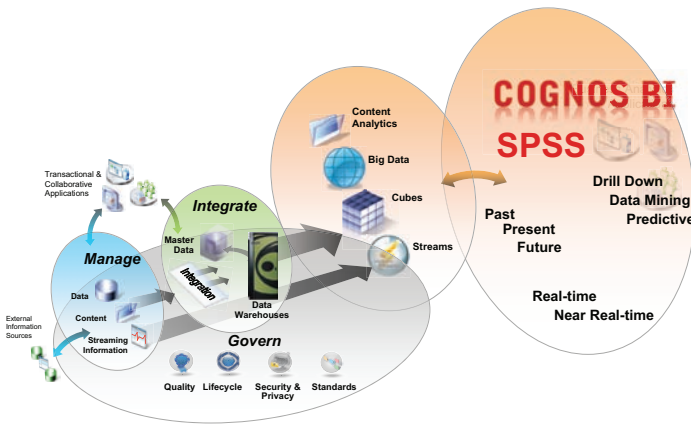 COGNOS BI
SPSS
Content
Analytics
Big Data
Cubes
Streams
Drill Down
Data Mining
Predictive
Past
Present
Future
Real-time
Near Real-time
Transactional &
Collaborative
Applications
Integrate
Master
Data
Integration
Data
Warehouses
Manage
Data
Content
Streaming
Information
External
Information
Sources
Govern
Quality
Lifecycle
Security &
Privacy
Standards